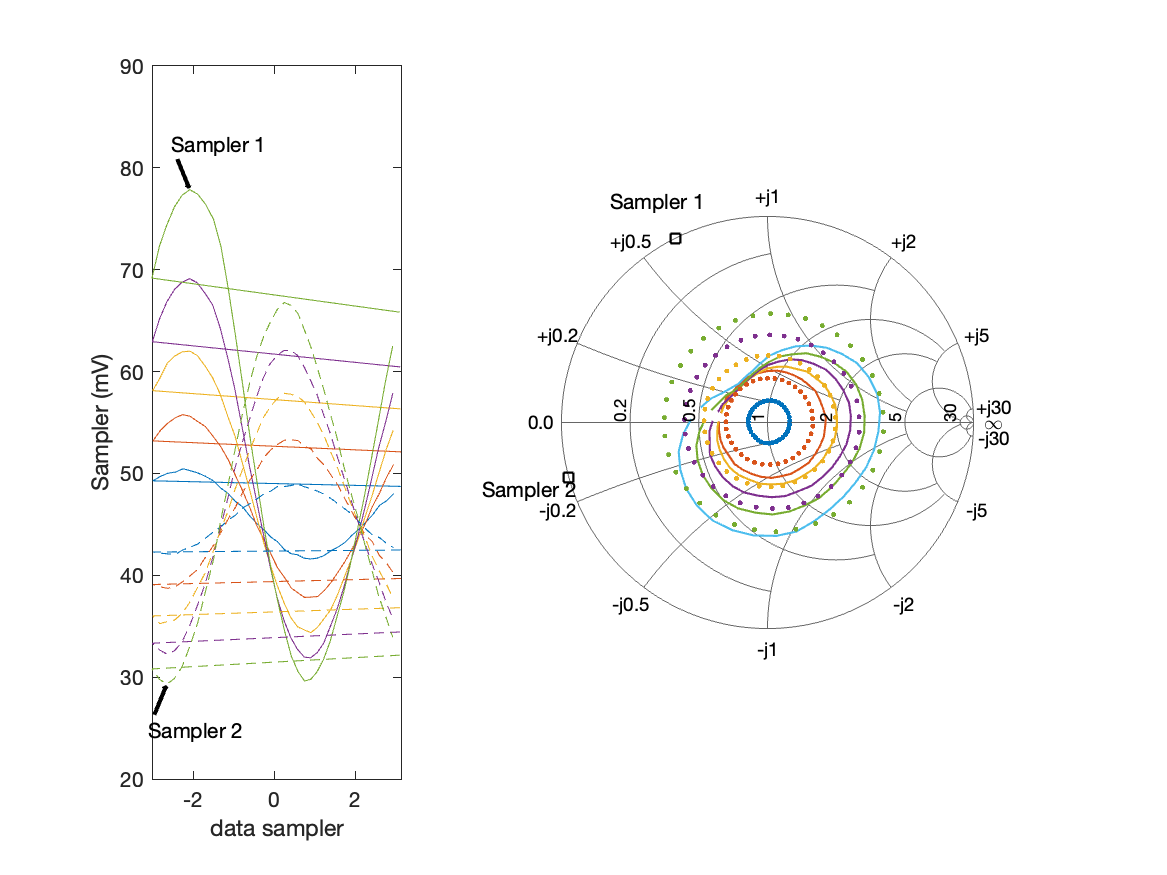 90
80
70
60
50
40
30
20
Sampler (mV)
Sampler 1
Sampler 2
-2
0
2
data sampler
Sampler 1
+j1
+j0.5
+j2
+j0.2
+j5
0.0
0.2
0.5
1
2
5
30
+j30
∞
-j30
Sampler 2
-j0.2
-j5
-j0.5
-j2
-j1